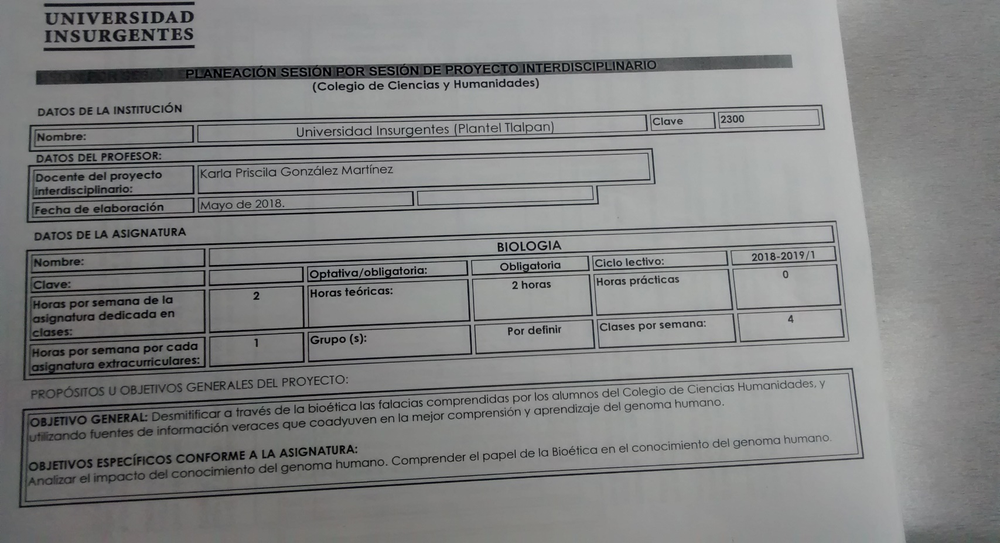 UNIVERSIDAD
INSURGENTES
PLANEACIÓN SESIÓN POR SESIÓN DE PROYECTO INTERDISCIPLINARIO
(Colegio de Ciencias y Humanidades)
DATOS DE LA INSTITUCIÓN
Nombre: Universidad Insurgentes (Plantel Tlalpan) Clave 2300
DATOS DEL PROFESOR:
Docente del proyecto
interdisciplinario: Karla Priscila González Martínez
Fecha de elaboración Mayo de 2018.
DATOS DE LA ASIGNATURA
Nombre: BIOLOGIA
Clave: Optativa/obligatoria: Obligatoria Ciclo lectivo: 2018-2019/1
Horas por semana de la
asignatura dedicada en
clases: 2 Horas teóricas: 2 horas Horas prácticas 0
Horas por semana por cada
asignatura extracurriculares: 1 Grupo (s): Por definir Clases por semana: 4
PROPÓSITOS U OBJETIVOS GENERALES DEL PROYECTO:
OBJETIVO GENERAL: Desmitificar a través de la bioética las falacias comprendidas por los alumnos del Colegio de Ciencias Humanidades, y
utilizando fuentes de información veraces que coadyuven en la mejor comprensión y aprendizaje del genoma humano.
OBJETIVOS ESPECÍFICOS CONFORME A LA ASIGNATURA:
Analizar el impacto del conocimiento del genoma humano. Comprender el papel de la Bioética en el conocimiento del genoma humano.